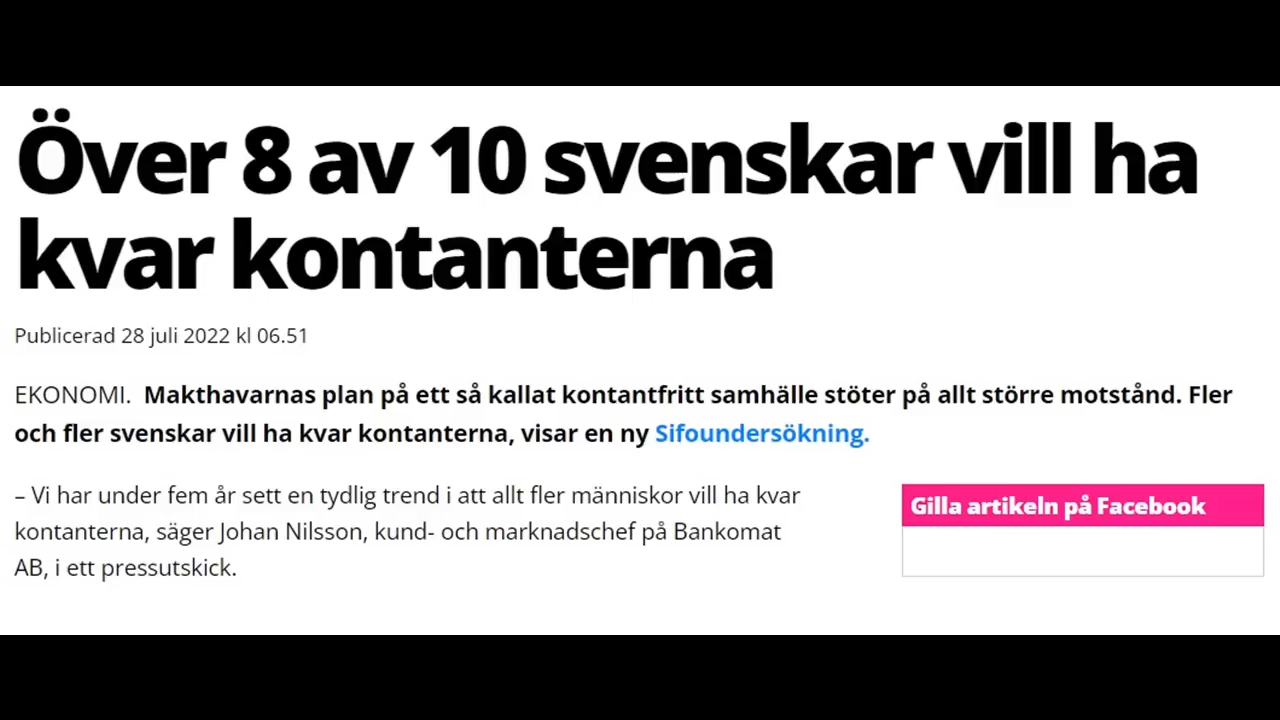 Över 8 av 10 svenskar vill ha
kvar kontanterna
Publicerad 28 juli 2022 kl 06.51
EKONOMI. Makthavarnas plan på ett så kallat kontantfritt samhälle stöter på allt större motstånd. Fler
och fler svenskar vill ha kvar kontanterna, visar en ny Sifoundersökning.
– Vi har under fem år sett en tydlig trend i att allt fler människor vill ha kvar
kontanterna, säger Johan Nilsson, kund- och marknadschef på Bankomat
AB, i ett pressutskick.
Gilla artikeln på Facebook